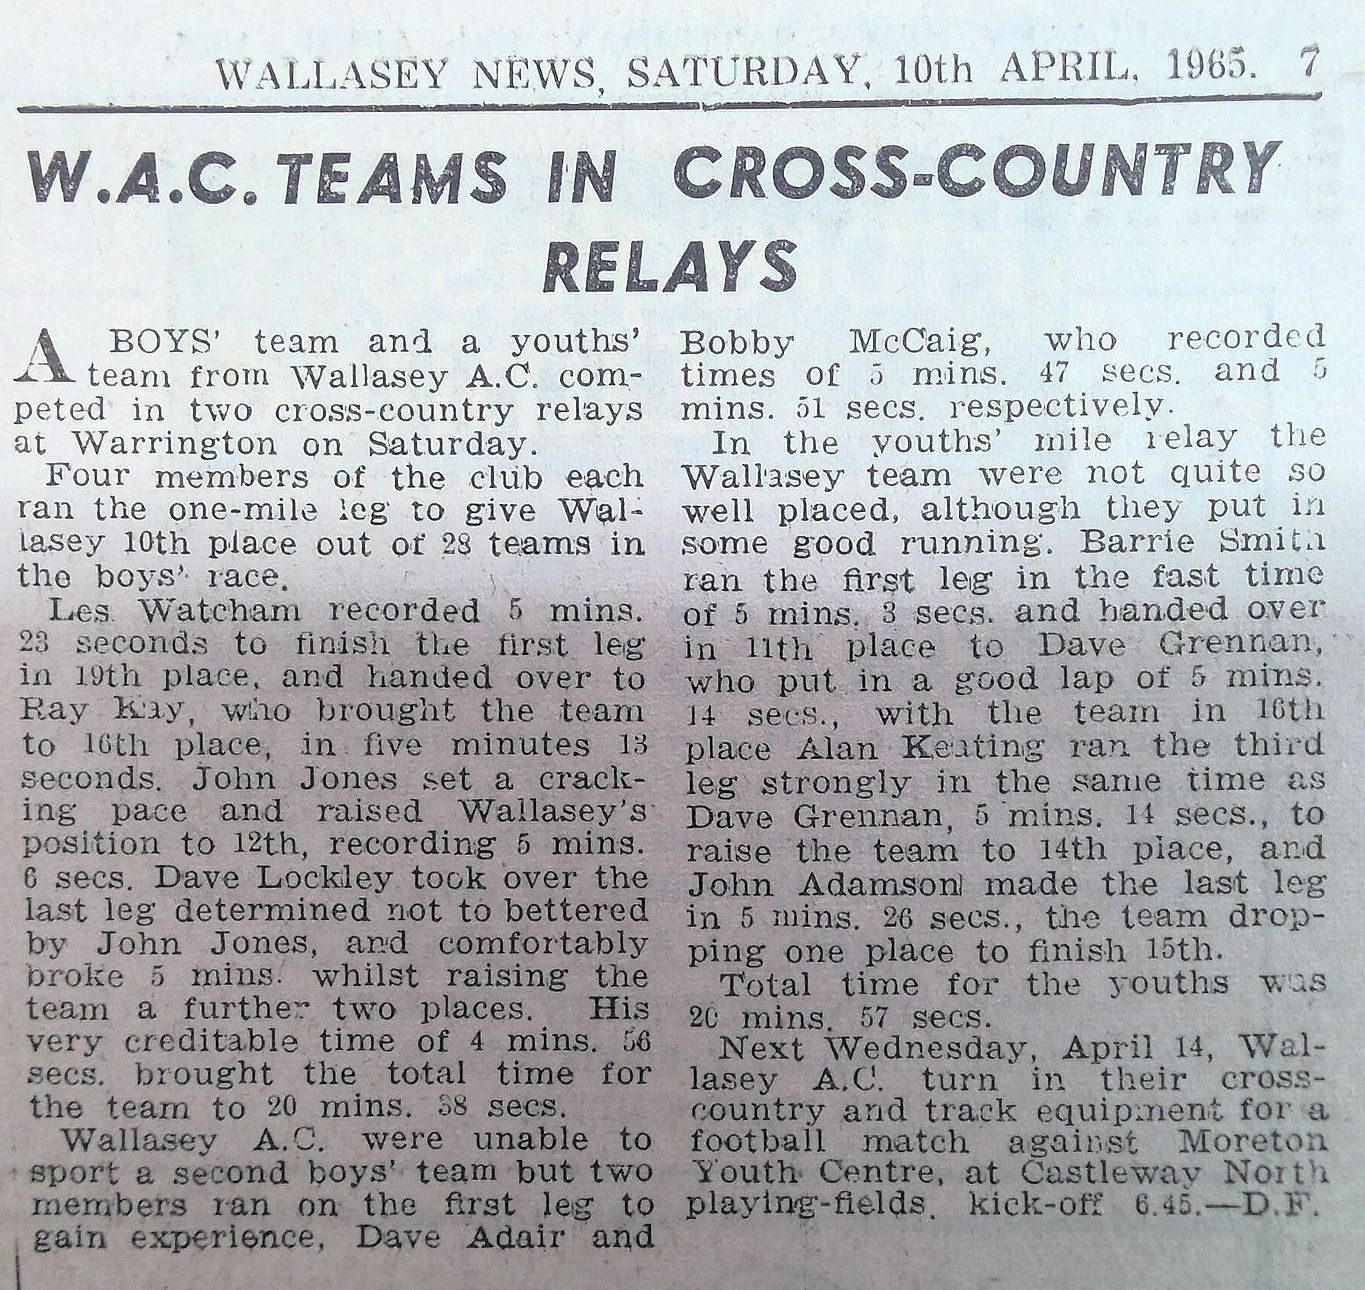 WALLASEY NEWS, SATURDAY, 10th APRIL, 1965. 7
W.A.C. TEAMS IN CROSS-COUNTRY
RELAYS
A BOYS' team and a youths'
team from Wallasey A.C. com-
peted in two cross-country relays
at Warrington on Saturday.
Four members of the club each
ran the one-mile leg to give Wal-
lasey 10th place out of 28 teams in
the boys' race.
Les Watcham recorded 5 mins.
23 seconds to finish the first leg
in 19th place, and handed over to
Ray Kay, who brought the team
to 16th place, in five minutes 13
seconds. John Jones set a crack-
ing pace and raised Wallasey's
position to 12th, recording 5 mins.
6 secs. Dave Lockley took over the
last leg determined not to bettered
by John Jones, and comfortably
broke 5 mins. whilst raising the
team a further two places. His
very creditable time of 4 mins. 56
secs. brought the total time for
the team to 20 mins. 38 secs.
Wallasey A.C. were unable to
sport a second boys' team but two
members ran on the first leg to
gain experience, Dave Adair and
Bobby McCaig, who recorded
times of 5 mins. 47 secs. and 5
mins. 51 secs. respectively.
In the youths' mile relay the
Wallasey team were not quite so
well placed, although they put in
some good running. Barrie Smith
ran the first leg in the fast time
of 5 mins. 3 secs. and handed over
in 11th place to Dave Grennan,
who put in a good lap of 5 mins.
14 secs., with the team in 16th
place Alan Keating ran the third
leg strongly in the same time as
Dave Grennan, 5 mins. 14 secs., to
raise the team to 14th place, and
John Adamson made the last leg
in 5 mins. 26 secs., the team drop-
ping one place to finish 15th.
Total time for the youths was
20 mins. 57 secs.
Next Wednesday, April 14, Wal-
lasey A.C. turn in their cross-
country and track equipment for a
football match against Moreton
Youth Centre, at Castleway North
playing-fields, kick-off 6.45.—D.F.